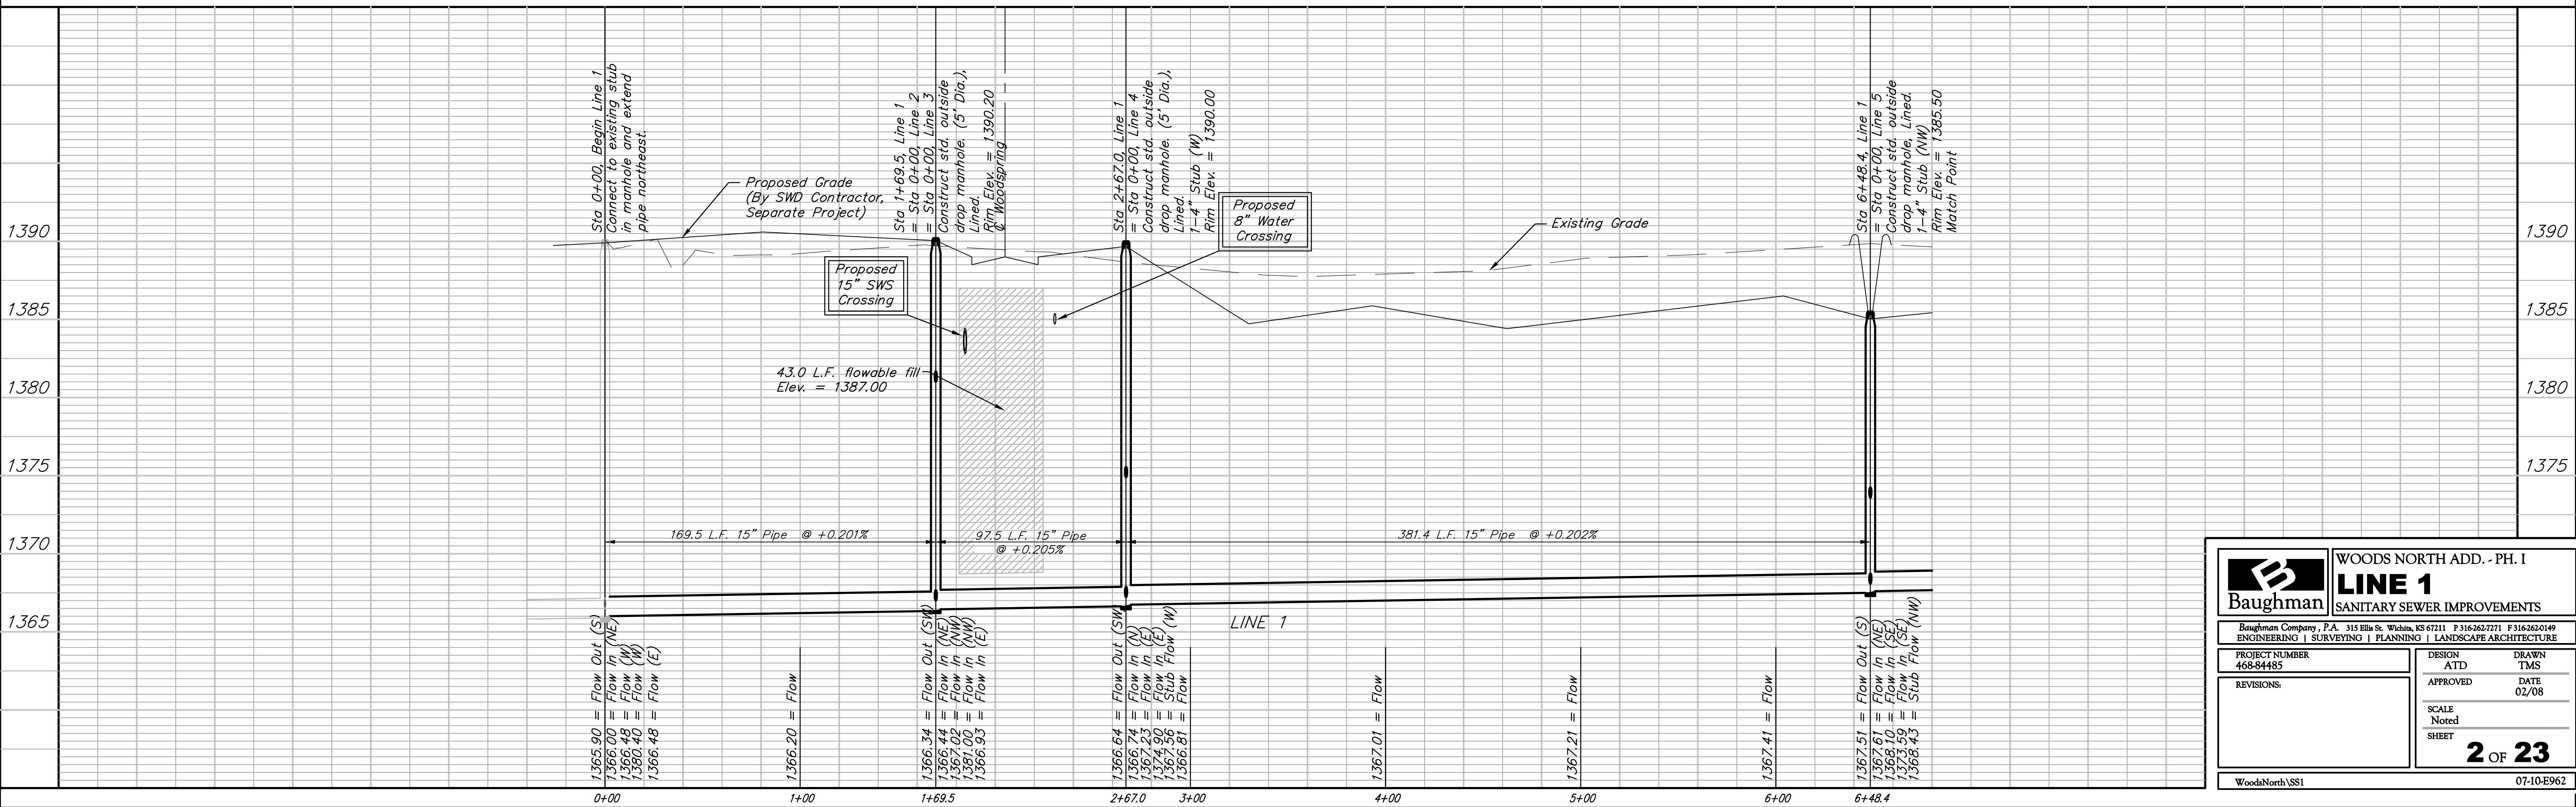 Sta 0+00, Begin Line 1
Connect to existing stub
in manhole and extend
pipe northeast.
Proposed Grade
(By SWD Contractor,
Separate Project)
Sta 1+69.5, Line 1
= Sta 0+00, Line 2
= Sta 0+00, Line 3
Construct std. outside
drop manhole. (5' Dia.),
Lined.
Rim Elev. = 1390.20
℄ Woodspring
Sta 2+67.0, Line 1
= Sta 0+00, Line 4
Construct std. outside
drop manhole. (5' Dia.),
Lined.
1-4" Stub (W)
Rim Elev. = 1390.00
Proposed
8" Water
Crossing
Existing Grade
Sta 6+48.4, Line 1
= Sta 0+00, Line 5
Construct std. outside
drop manhole, Lined.
1-4" Stub (NW)
Rim Elev. = 1385.50
Match Point
Proposed
15" SWS
Crossing
43.0 L.F. flowable fill
Elev. = 1387.00
1390
1385
1380
1375
1370
1365
1390
1385
1380
1375
1370
1365
169.5 L.F. 15" Pipe @ +0.201%
97.5 L.F. 15" Pipe
@ +0.205%
381.4 L.F. 15" Pipe @ +0.202%
LINE 1
1365.90 = Flow Out (S)
1366.00 = Flow In (NE)
1366.48 = Flow (W)
1380.40 = Flow (W)
1366.48 = Flow (E)
1366.20 = Flow
1366.34 = Flow Out (SW)
1366.44 = Flow In (NE)
1367.02 = Flow In (NW)
1381.00 = Flow In (NW)
1366.93 = Flow In (E)
1366.64 = Flow Out (SW)
1366.74 = Flow In (N)
1367.23 = Flow In (E)
1374.90 = Flow In (E)
1367.56 = Stub Flow (W)
1366.81 = Flow
1367.01 = Flow
1367.21 = Flow
1367.41 = Flow
1367.51 = Flow Out (S)
1367.61 = Flow In (NE)
1368.10 = Flow In (SE)
1373.59 = Flow In (SE)
1368.43 = Stub Flow (NW)
0+00
1+00
1+69.5
2+67.0
3+00
4+00
5+00
6+00
6+48.4
B
Baughman
WOODS NORTH ADD. - PH. I
LINE 1
SANITARY SEWER IMPROVEMENTS
Baughman Company, P.A. 315 Ellis St. Wichita, KS 67211 P 316-262-7271 F 316-262-0149
ENGINEERING | SURVEYING | PLANNING | LANDSCAPE ARCHITECTURE
PROJECT NUMBER
468-84485
REVISIONS:
DESIGN
ATD
DRAWN
TMS
APPROVED
DATE
02/08
SCALE
Noted
SHEET
2 OF 23
WoodsNorth\SS1
07-10-E962